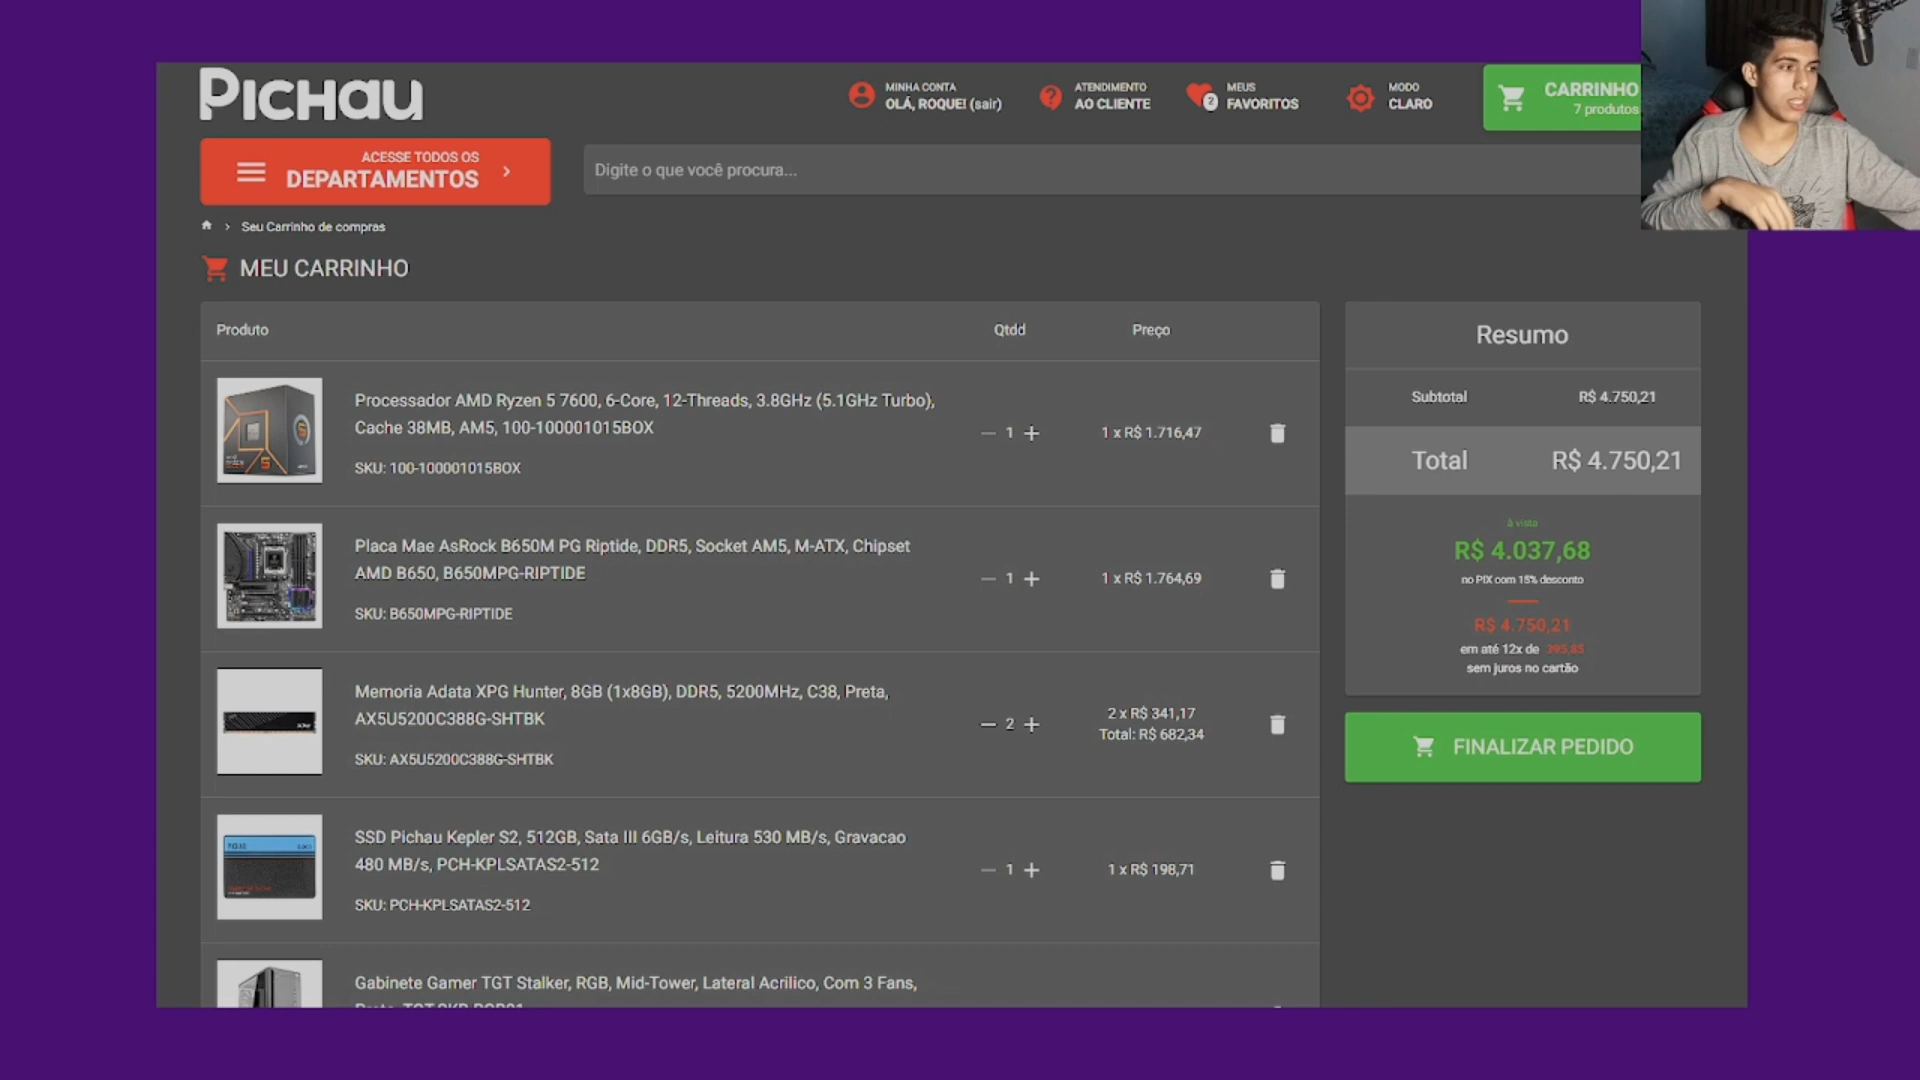 PICHAU
MINHA CONTA
OLÁ, ROQUE! (sair)
ATENDIMENTO
AO CLIENTE
2
MEUS
FAVORITOS
MODO
CLARO
CARRINHO
7 produtos
ACESSE TODOS OS
DEPARTAMENTOS
Digite o que você procura...
Seu Carrinho de compras
MEU CARRINHO
Produto
Qtdd
Preço
Processador AMD Ryzen 5 7600, 6-Core, 12-Threads, 3.8GHz (5.1GHz Turbo),
Cache 38MB, AM5, 100-100001015BOX
SKU: 100-100001015BOX
1
1 x R$ 1.716,47
Placa Mae AsRock B650M PG Riptide, DDR5, Socket AM5, M-ATX, Chipset
AMD B650, B650MPG-RIPTIDE
SKU: B650MPG-RIPTIDE
1
1 x R$ 1.764,69
Memoria Adata XPG Hunter, 8GB (1x8GB), DDR5, 5200MHz, C38, Preta,
AX5U5200C388G-SHTBK
SKU: AX5U5200C388G-SHTBK
2
2 x R$ 341,17
Total: R$ 682,34
SSD Pichau Kepler S2, 512GB, Sata III 6GB/s, Leitura 530 MB/s, Gravacao
480 MB/s, PCH-KPLSATAS2-512
SKU: PCH-KPLSATAS2-512
1
1 x R$ 198,71
Gabinete Gamer TGT Stalker, RGB, Mid-Tower, Lateral Acrilico, Com 3 Fans,
Resumo
Subtotal
R$ 4.750,21
Total
R$ 4.750,21
à vista
R$ 4.037,68
no PIX com 15% desconto
R$ 4.750,21
em até 12x de 395,85
sem juros no cartão
FINALIZAR PEDIDO